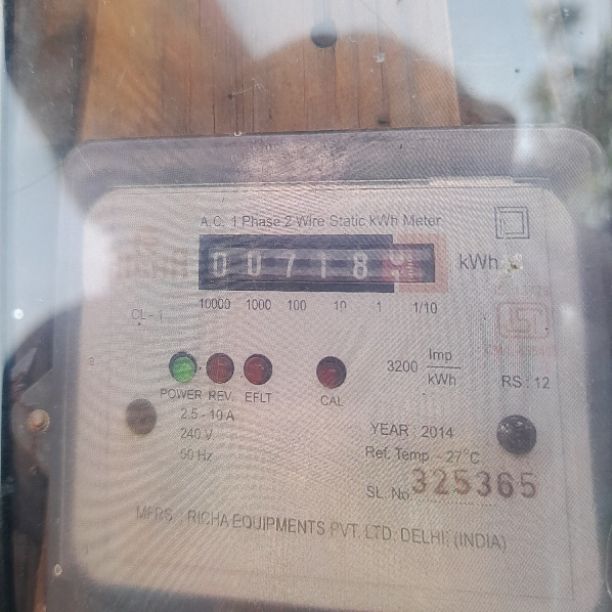 A.C. 1 Phase 2 Wire Static kWh Meter
0 0 7 1 8
kWh
10000 1000 100 10 1 1/10
CL - 1
3200 Imp/kWh
POWER REV. EFLT
CAL
RS : 12
2.5 - 10 A
240 V
50 Hz
YEAR : 2014
Ref. Temp - 27°C
SL. No 325365
MFRS : RICHA EQUIPMENTS PVT. LTD. DELHI. (INDIA)